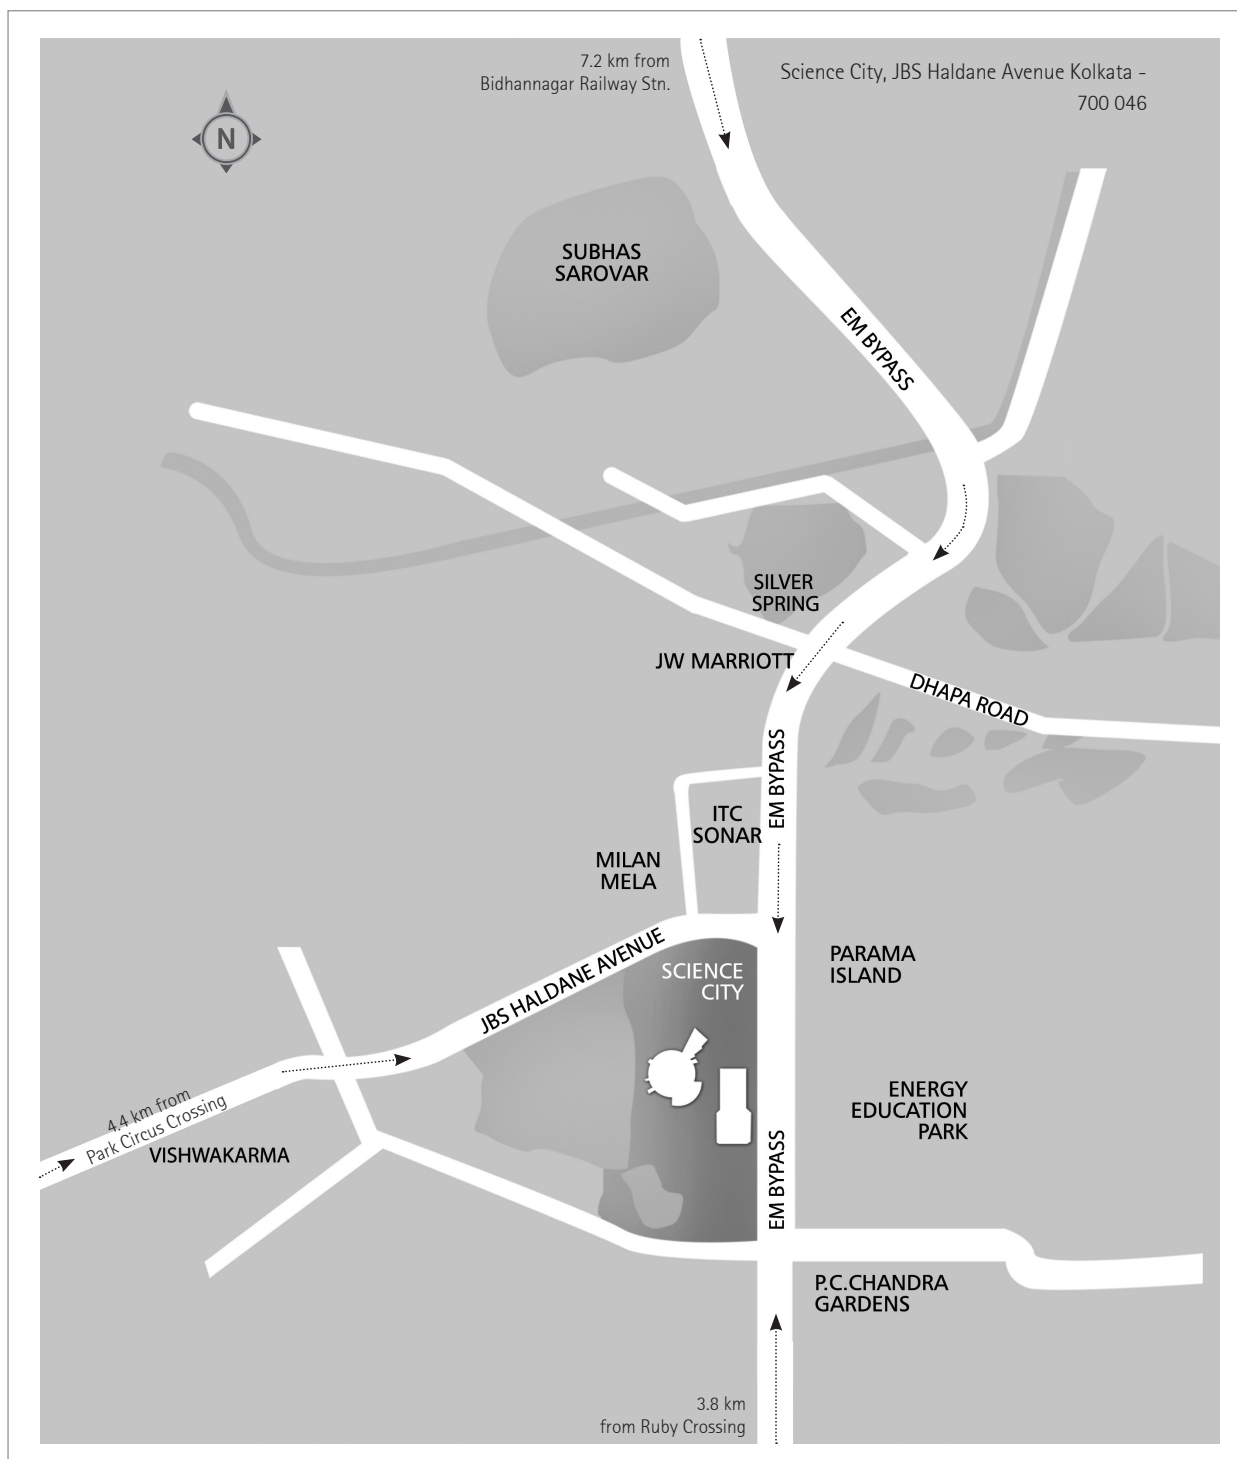 7.2 km from
Bidhannagar Railway Stn.
Science City, JBS Haldane Avenue Kolkata -
700 046
N
SUBHAS
SAROVAR
EM BYPASS
SILVER
SPRING
JW MARRIOTT
DHAPA ROAD
EM BYPASS
ITC
SONAR
MILAN
MELA
JBS HALDANE AVENUE
SCIENCE
CITY
PARAMA
ISLAND
4.4 km from
Park Circus Crossing
VISHWAKARMA
ENERGY
EDUCATION
PARK
EM BYPASS
P.C.CHANDRA
GARDENS
3.8 km
from Ruby Crossing